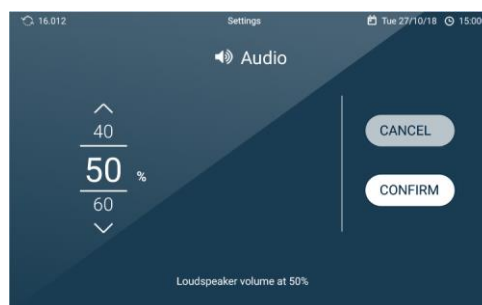 16.012 Settings Tue 27/10/18 15:00
Audio
40
50 %
60
CANCEL
CONFIRM
Loudspeaker volume at 50%